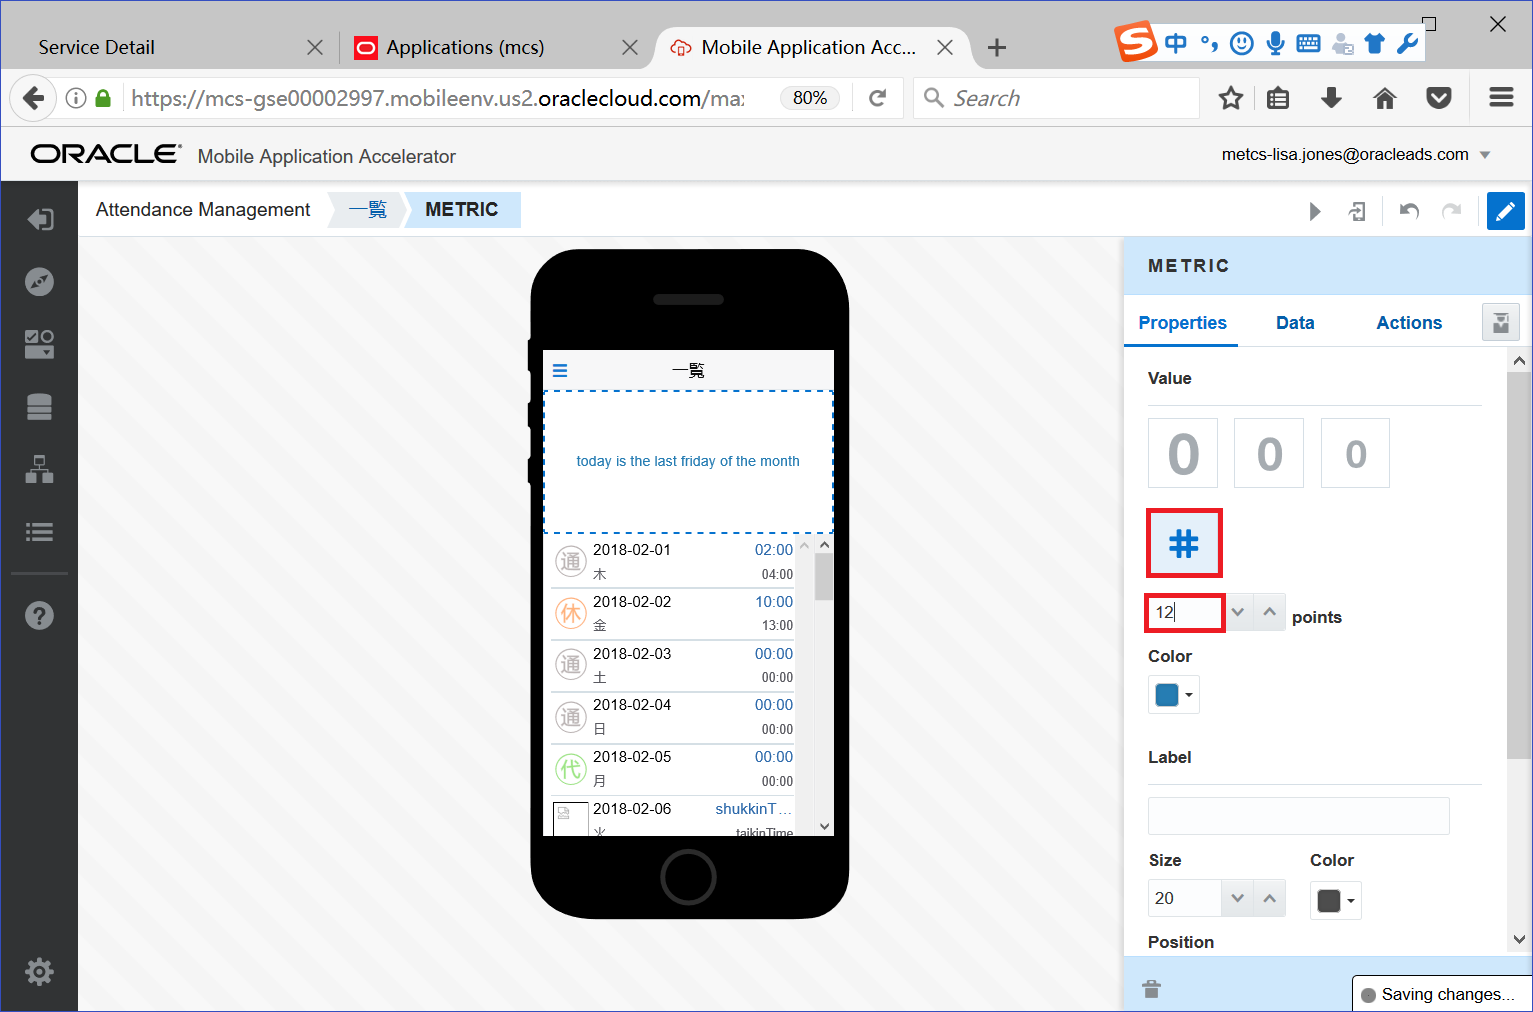 Service Detail
Applications (mcs)
Mobile Application Acc...
中
https://mcs-gse00002997.mobileenv.us2.oraclecloud.com/max
80%
Search
ORACLE Mobile Application Accelerator
metcs-lisa.jones@oracleads.com
Attendance Management
一覧
METRIC
METRIC
Properties
Data
Actions
Value
0
0
0
#
12
points
Color
Label
Size
Color
20
Position
Saving changes...
一覧
today is the last friday of the month
通
2018-02-01
02:00
木
04:00
休
2018-02-02
10:00
金
13:00
通
2018-02-03
00:00
土
00:00
通
2018-02-04
00:00
日
00:00
代
2018-02-05
00:00
月
00:00
2018-02-06
shukkinT...
火
taikinTime